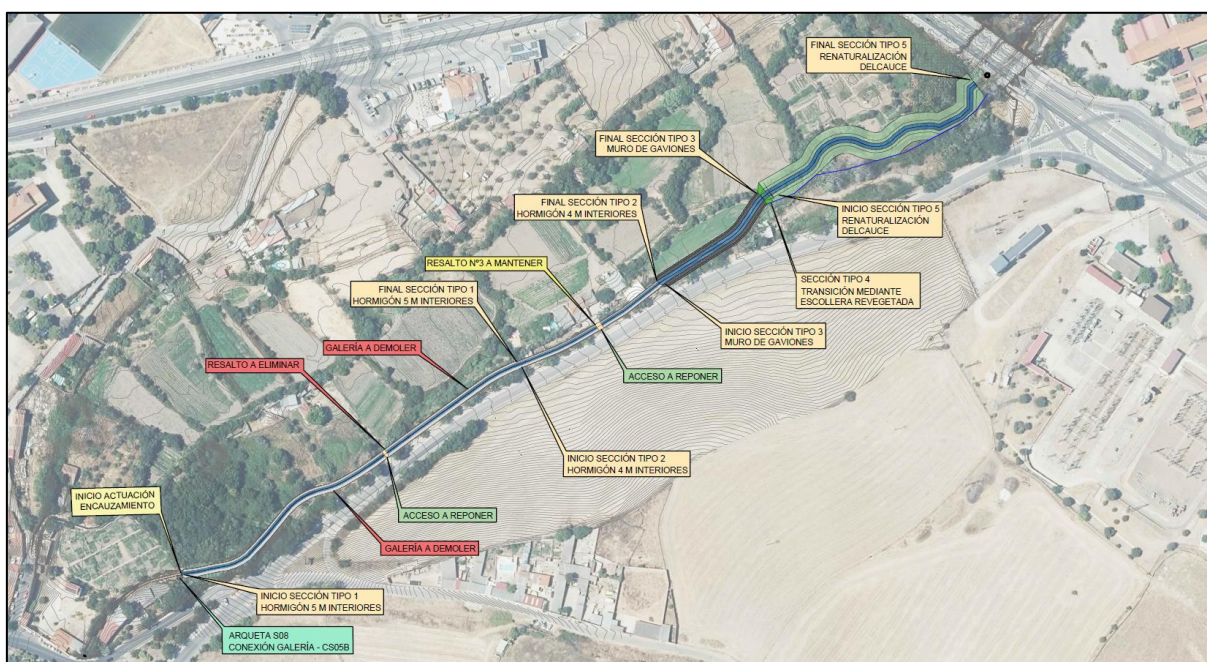 FINAL SECCIÓN TIPO 5
RENATURALIZACIÓN
DELCAUCE
FINAL SECCIÓN TIPO 3
MURO DE GAVIONES
FINAL SECCIÓN TIPO 2
HORMIGÓN 4 M INTERIORES
INICIO SECCIÓN TIPO 5
RENATURALIZACIÓN
DELCAUCE
RESALTO Nº3 A MANTENER
SECCIÓN TIPO 4
TRANSICIÓN MEDIANTE
ESCOLLERA REVEGETADA
FINAL SECCIÓN TIPO 1
HORMIGÓN 5 M INTERIORES
INICIO SECCIÓN TIPO 3
MURO DE GAVIONES
GALERÍA A DEMOLER
RESALTO A ELIMINAR
ACCESO A REPONER
INICIO SECCIÓN TIPO 2
HORMIGÓN 4 M INTERIORES
INICIO ACTUACIÓN
ENCAUZAMIENTO
ACCESO A REPONER
GALERÍA A DEMOLER
INICIO SECCIÓN TIPO 1
HORMIGÓN 5 M INTERIORES
ARQUETA S08
CONEXIÓN GALERÍA - CS05B